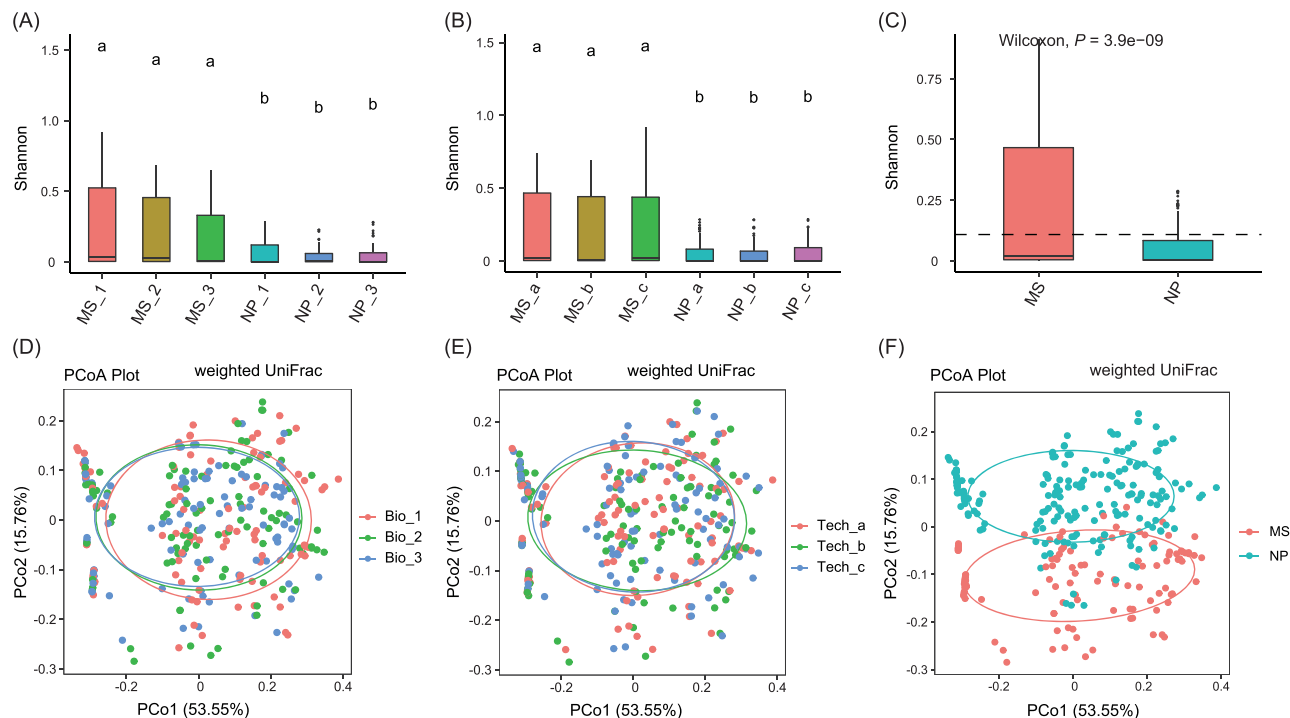 (A)
a
a
a
b
b
b
1.5
1.0
0.5
0
Shannon
MS_1
MS_2
MS_3
NP_1
NP_2
NP_3
(B)
a
a
a
b
b
b
1.5
1.0
0.5
0
Shannon
MS_a
MS_b
MS_c
NP_a
NP_b
NP_c
(C)
Wilcoxon, P = 3.9e−09
0.75
0.50
0.25
0
Shannon
MS
NP
(D)
PCoA Plot
weighted UniFrac
0.2
0.1
0
-0.1
-0.2
-0.3
PCo2 (15.76%)
-0.2
0
0.2
0.4
PCo1 (53.55%)
Bio_1
Bio_2
Bio_3
(E)
PCoA Plot
weighted UniFrac
0.2
0.1
0
-0.1
-0.2
-0.3
PCo2 (15.76%)
-0.2
0
0.2
0.4
PCo1 (53.55%)
Tech_a
Tech_b
Tech_c
(F)
PCoA Plot
weighted UniFrac
0.2
0.1
0
-0.1
-0.2
-0.3
PCo2 (15.76%)
-0.2
0
0.2
0.4
PCo1 (53.55%)
MS
NP